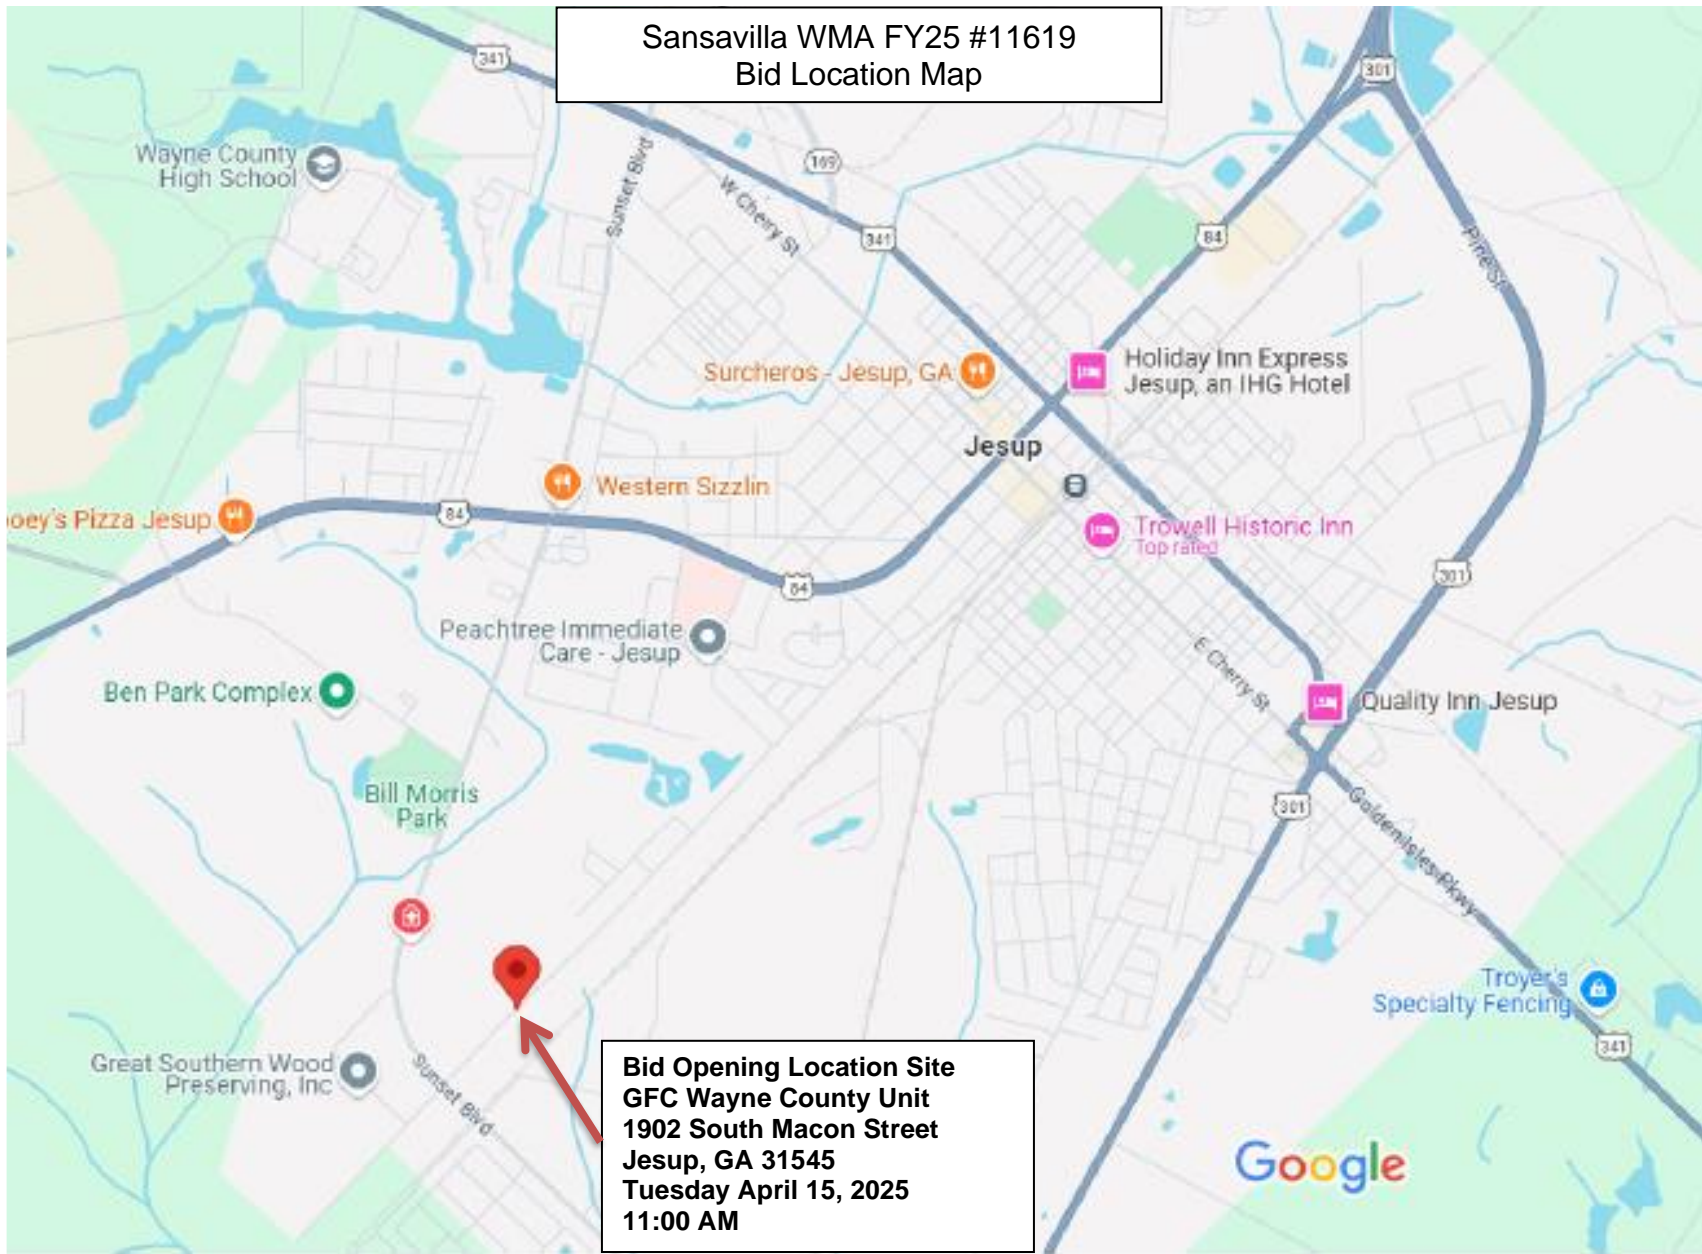 Sansavilla WMA FY25 #11619
Bid Location Map
341
301
Wayne County
High School
Sunset Blvd
169
W Cherry St
341
84
Pine St
Surcheros - Jesup, GA
Holiday Inn Express
Jesup, an IHG Hotel
Jesup
Western Sizzlin
84
oey's Pizza Jesup
Trowell Historic Inn
Top rated
84
301
Peachtree Immediate
Care - Jesup
E Cherry St
Ben Park Complex
Quality Inn Jesup
Bill Morris
Park
301
GoldenIsles Pkwy
Troyer's
Specialty Fencing
341
Great Southern Wood
Preserving, Inc
Sunset Blvd
Bid Opening Location Site
GFC Wayne County Unit
1902 South Macon Street
Jesup, GA 31545
Tuesday April 15, 2025
11:00 AM
Google